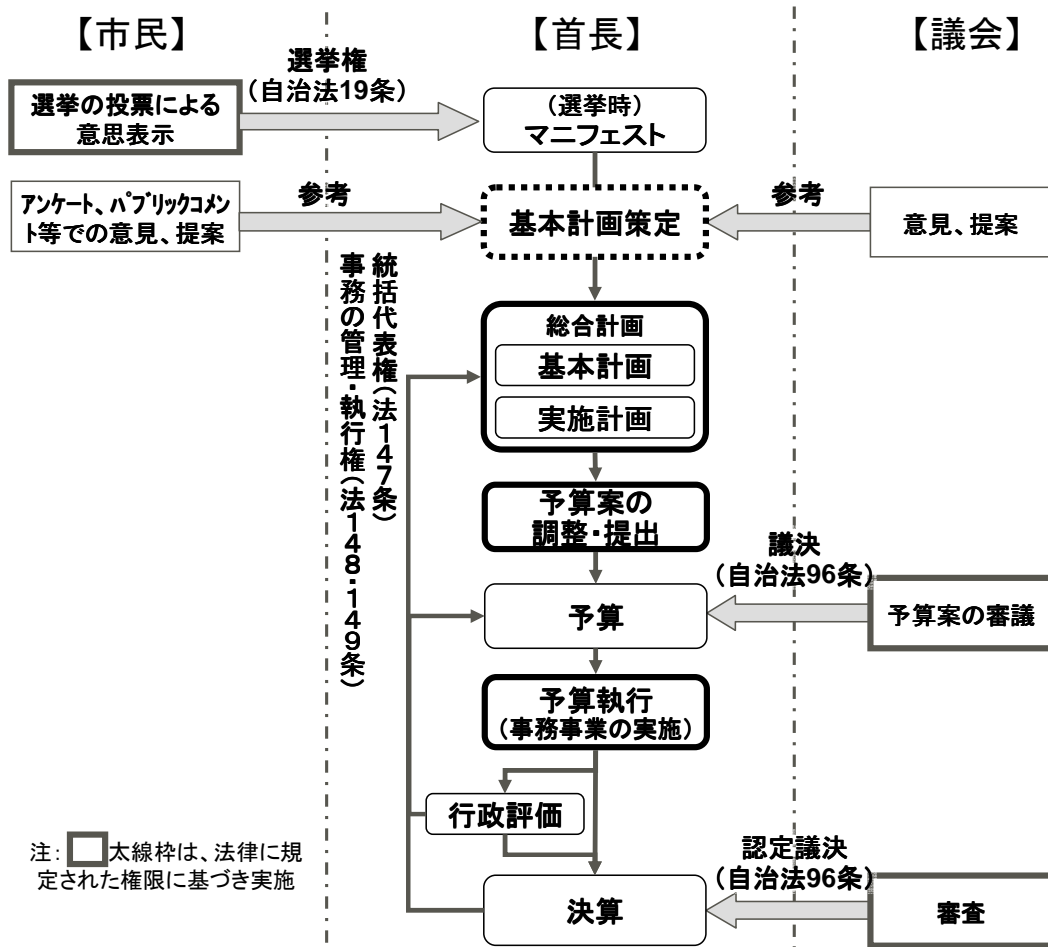 【市民】
【首長】
【議会】
選挙権
（自治法19条）
選挙の投票による
意思表示
（選挙時）
マニフェスト
アンケート、パブリックコメン
ト等での意見、提案
参考
基本計画策定
参考
意見、提案
統括代表権（法147条）
事務の管理・執行権（法148・149条）
総合計画
基本計画
実施計画
予算案の
調整・提出
議決
（自治法96条）
予算
予算案の審議
予算執行
（事務事業の実施）
行政評価
注：太線枠は、法律に規
定された権限に基づき実施
認定議決
（自治法96条）
決算
審査